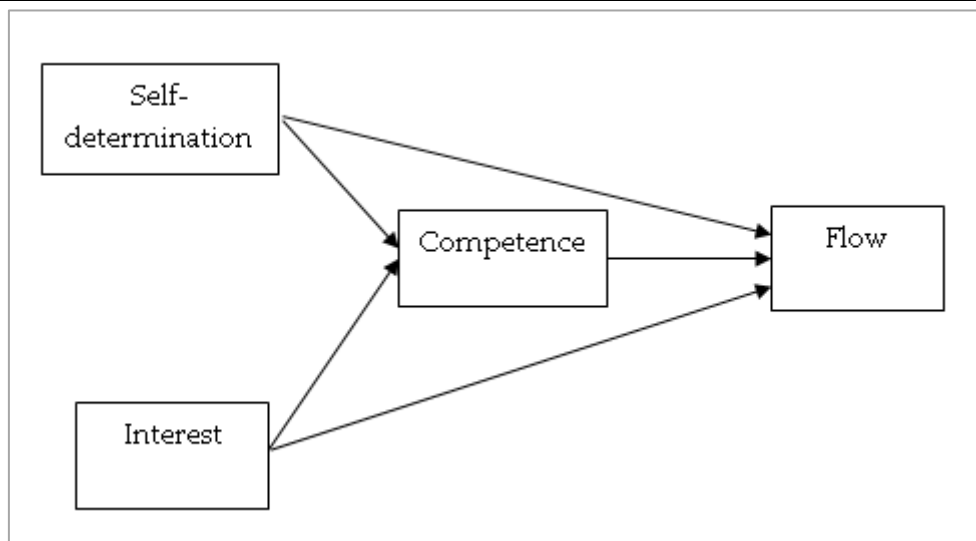 Self-
determination
Competence
Flow
Interest